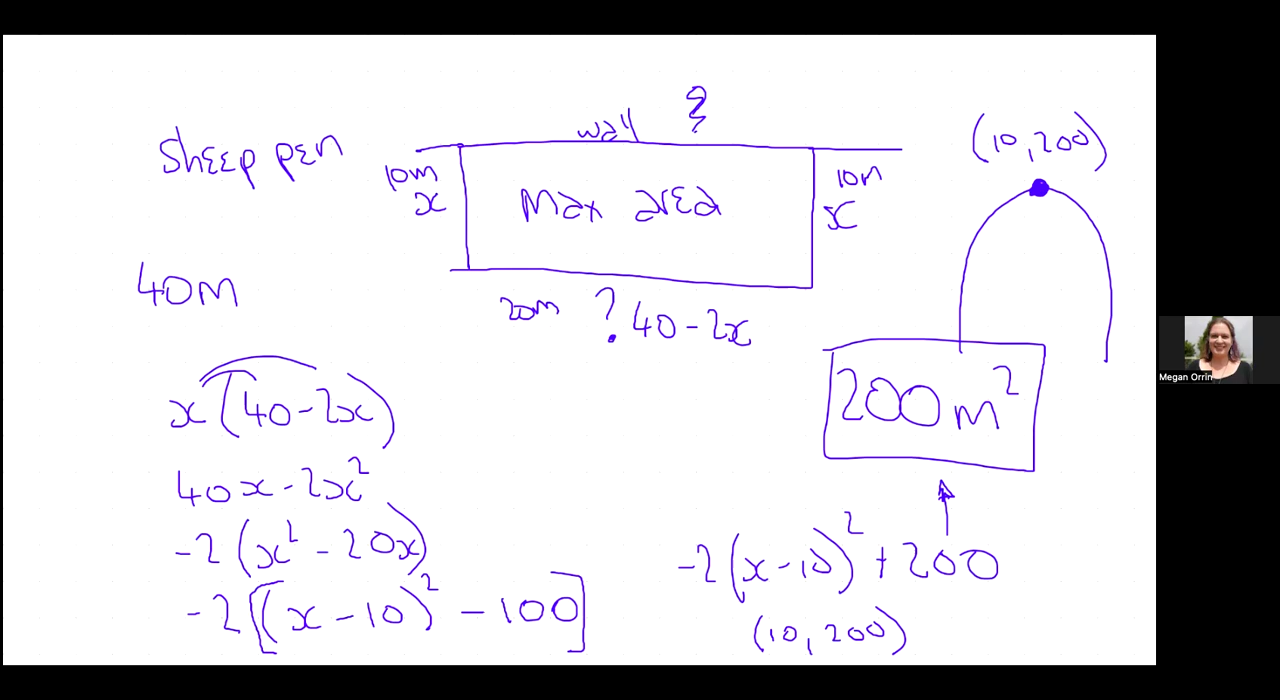 Sheep pen
wall
?
10m
x
Max area
10m
x
(10,200)
40M
20m ? 40-2x
x(40-2x)
40x-2x²
-2(x²-20x)
-2[(x-10)²-100]
200m²
-2(x-10)²+200
(10,200)
Megan Orrin